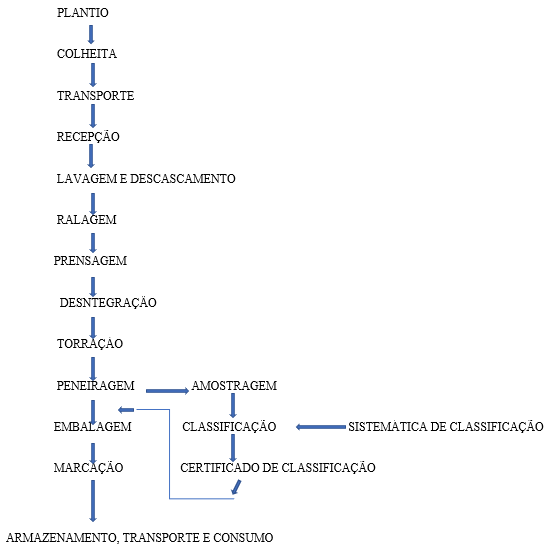 PLANTIO
COLHEITA
TRANSPORTE
RECEPÇÃO
LAVAGEM E DESCASCAMENTO
RALAGEM
PRENSAGEM
DESNTEGRAÇÃO
TORRAÇÃO
PENEIRAGEM AMOSTRAGEM
EMBALAGEM CLASSIFICAÇÃO SISTEMÁTICA DE CLASSIFICAÇÃO
MARCAÇÃO CERTIFICADO DE CLASSIFICAÇÃO
ARMAZENAMENTO, TRANSPORTE E CONSUMO